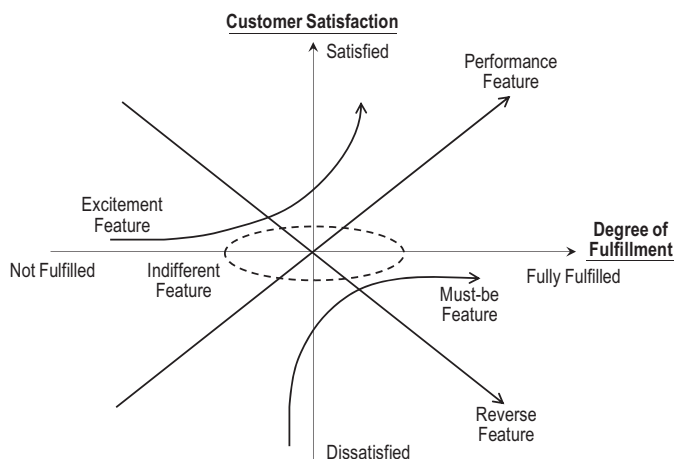 Customer Satisfaction
Satisfied
Performance
Feature
Excitement
Feature
Degree of
Fulfillment
Not Fulfilled
Indifferent
Feature
Fully Fulfilled
Must-be
Feature
Reverse
Feature
Dissatisfied